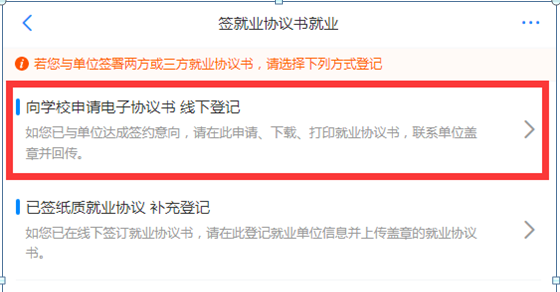 签就业协议书就业
若您与单位签署两方或三方就业协议书，请选择下列方式登记
向学校申请电子协议书 线下登记
如您已与单位达成签约意向，请在此申请、下载、打印就业协议书，联系单位盖
章并回传。
已签纸质就业协议 补充登记
如您已在线下签订就业协议书，请在此登记就业单位信息并上传盖章的就业协议
书。